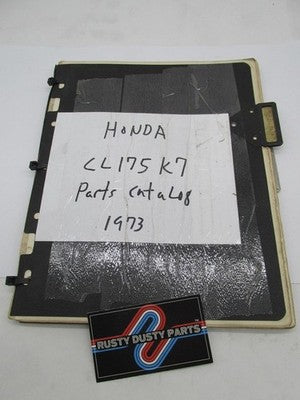 HONDA
CL175 K7
Parts Catalog
1973
RUSTY DUSTY PARTS